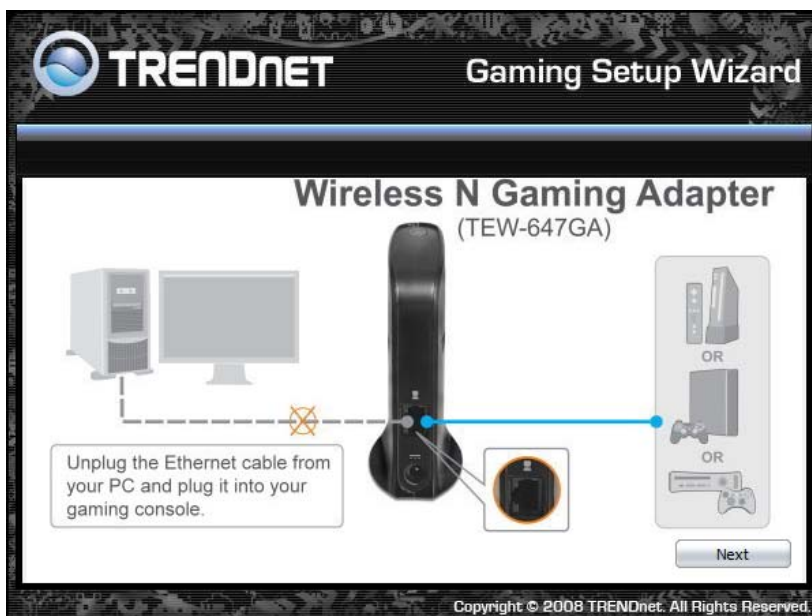 TRENDNET
Gaming Setup Wizard
Wireless N Gaming Adapter
(TEW-647GA)
OR
OR
Unplug the Ethernet cable from
your PC and plug it into your
gaming console.
Next
Copyright © 2008 TRENDnet. All Rights Reserved